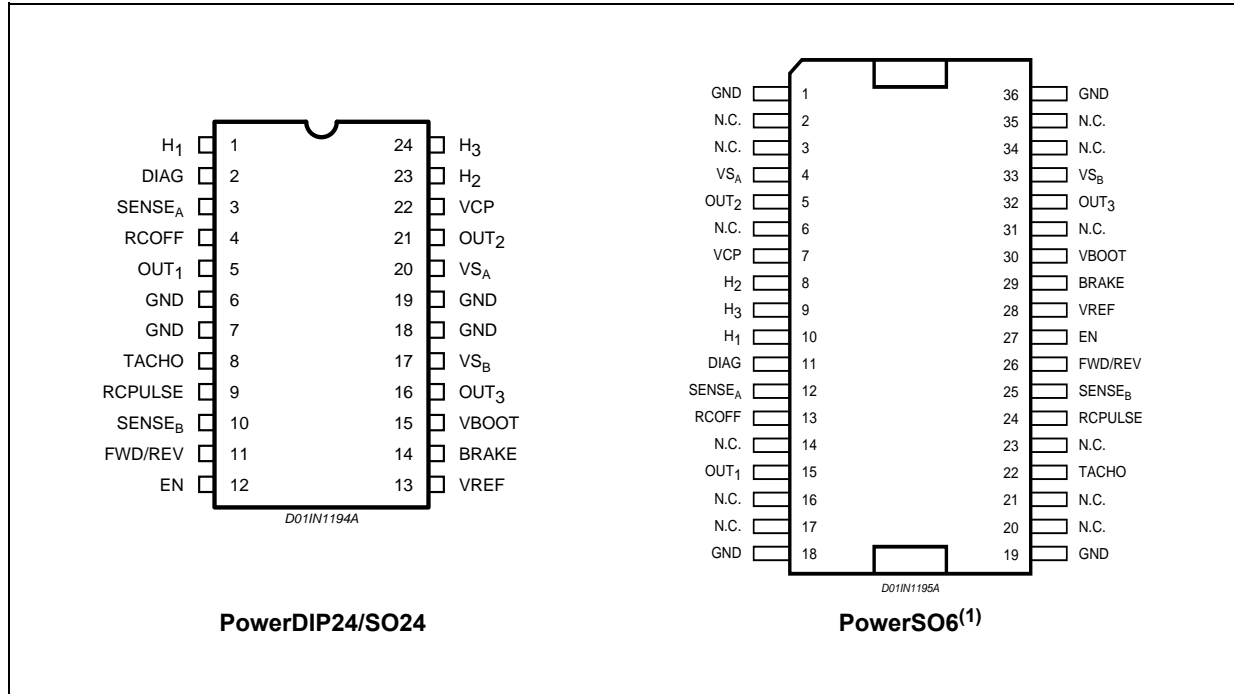 H1 1 24 H3
DIAG 2 23 H2
SENSEA 3 22 VCP
RCOFF 4 21 OUT2
OUT1 5 20 VSA
GND 6 19 GND
GND 7 18 GND
TACHO 8 17 VSB
RCPULSE 9 16 OUT3
SENSEB 10 15 VBOOT
FWD/REV 11 14 BRAKE
EN 12 13 VREF
D01IN1194A
PowerDIP24/SO24
GND 1 36 GND
N.C. 2 35 N.C.
N.C. 3 34 N.C.
VSA 4 33 VSB
OUT2 5 32 OUT3
N.C. 6 31 N.C.
VCP 7 30 VBOOT
H2 8 29 BRAKE
H3 9 28 VREF
H1 10 27 EN
DIAG 11 26 FWD/REV
SENSEA 12 25 SENSEB
RCOFF 13 24 RCPULSE
N.C. 14 23 N.C.
OUT1 15 22 TACHO
N.C. 16 21 N.C.
N.C. 17 20 N.C.
GND 18 19 GND
D01IN1195A
PowerSO6(1)